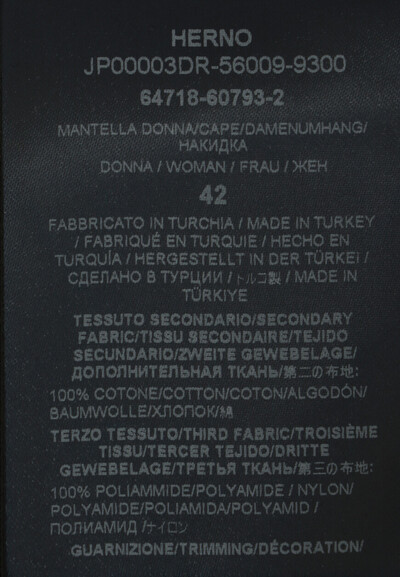 HERNO
JP00003DR-56009-9300
64718-60793-2
MANTELLA DONNA/CAPE/DAMENUMHANG/
НАКИДКА
DONNA / WOMAN / FRAU / ЖЕН
42
FABBRICATO IN TURCHIA / MADE IN TURKEY
/ FABRIQUÉ EN TURQUIE / HECHO EN
TURQUÍA / HERGESTELLT IN DER TÜRKEI /
СДЕЛАНО В ТУРЦИИ / トルコ製 / MADE IN
TÜRKIYE
TESSUTO SECONDARIO/SECONDARY
FABRIC/TISSU SECONDAIRE/TEJIDO
SECUNDARIO/ZWEITE GEWEBELAGE/
ДОПОЛНИТЕЛЬНАЯ ТКАНЬ/第二の布地:
100% COTONE/COTTON/COTON/ALGODÓN/
BAUMWOLLE/ХЛОПОК/綿
TERZO TESSUTO/THIRD FABRIC/TROISIÈME
TISSU/TERCER TEJIDO/DRITTE
GEWEBELAGE/ТРЕТЬЯ ТКАНЬ/第三の布地:
100% POLIAMMIDE/POLYAMIDE / NYLON/
POLYAMIDE/POLIAMIDA/POLYAMID /
ПОЛИАМИД /ナイロン
GUARNIZIONE/TRIMMING/DÉCORATION/